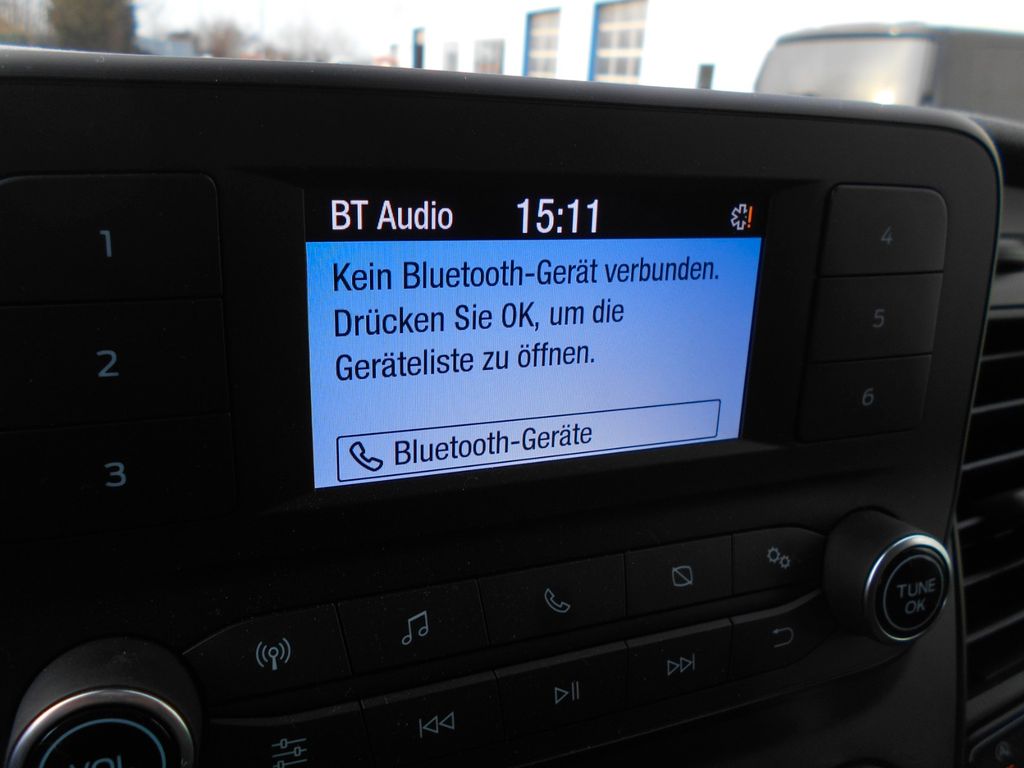 BT Audio 15:11
Kein Bluetooth-Gerät verbunden.
Drücken Sie OK, um die
Geräteliste zu öffnen.
Bluetooth-Geräte
1
2
3
4
5
6
TUNE
OK
VOL